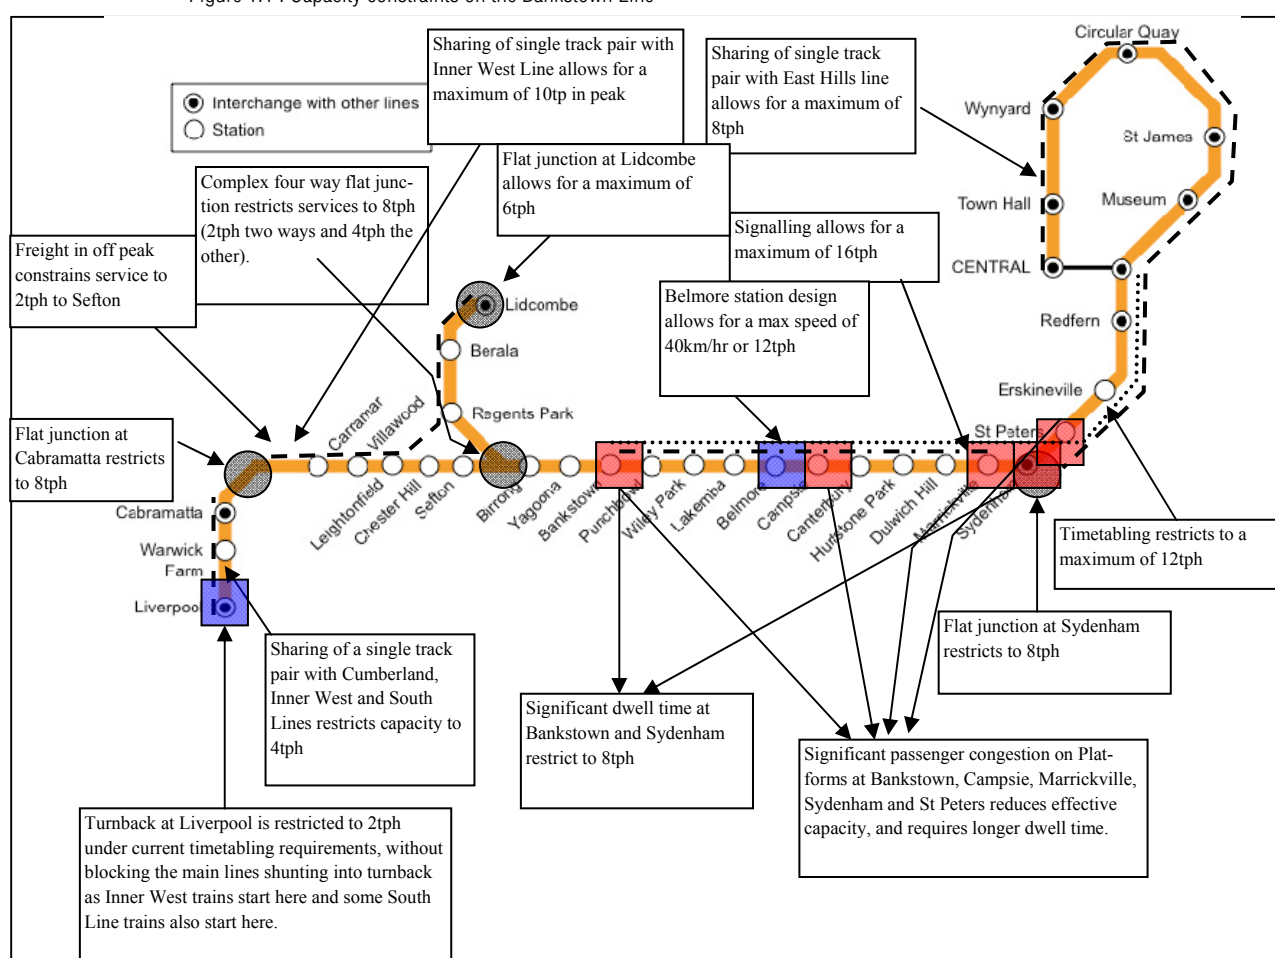 Figure 17.1 Capacity constraints on the Bankstown Line
Sharing of single track pair with
Inner West Line allows for a
maximum of 10tp in peak
Sharing of single track
pair with East Hills line
allows for a maximum of
8tph
Circular Quay
Interchange with other lines
Station
Wynyard
St James
Flat junction at Lidcombe
allows for a maximum of
6tph
Complex four way flat junc-
tion restricts services to 8tph
(2tph two ways and 4tph the
other).
Town Hall
Museum
Signalling allows for a
maximum of 16tph
Freight in off peak
constrains service to
2tph to Sefton
CENTRAL
Belmore station design
allows for a max speed of
40km/hr or 12tph
Lidcombe
Redfern
Berala
Erskineville
Regents Park
St Peters
Flat junction at
Cabramatta restricts
to 8tph
Carramar
Villawood
Leightonfield
Chester Hill
Sefton
Birrong
Yagoona
Bankstown
Punchbowl
Wiley Park
Lakemba
Belmore
Campsie
Canterbury
Hurlstone Park
Dulwich Hill
Marrickville
Sydenham
Cabramatta
Warwick
Farm
Liverpool
Timetabling restricts to a
maximum of 12tph
Flat junction at Sydenham
restricts to 8tph
Sharing of a single track
pair with Cumberland,
Inner West and South
Lines restricts capacity to
4tph
Significant dwell time at
Bankstown and Sydenham
restrict to 8tph
Significant passenger congestion on Plat-
forms at Bankstown, Campsie, Marrickville,
Sydenham and St Peters reduces effective
capacity, and requires longer dwell time.
Turnback at Liverpool is restricted to 2tph
under current timetabling requirements, without
blocking the main lines shunting into turnback
as Inner West trains start here and some South
Line trains also start here.